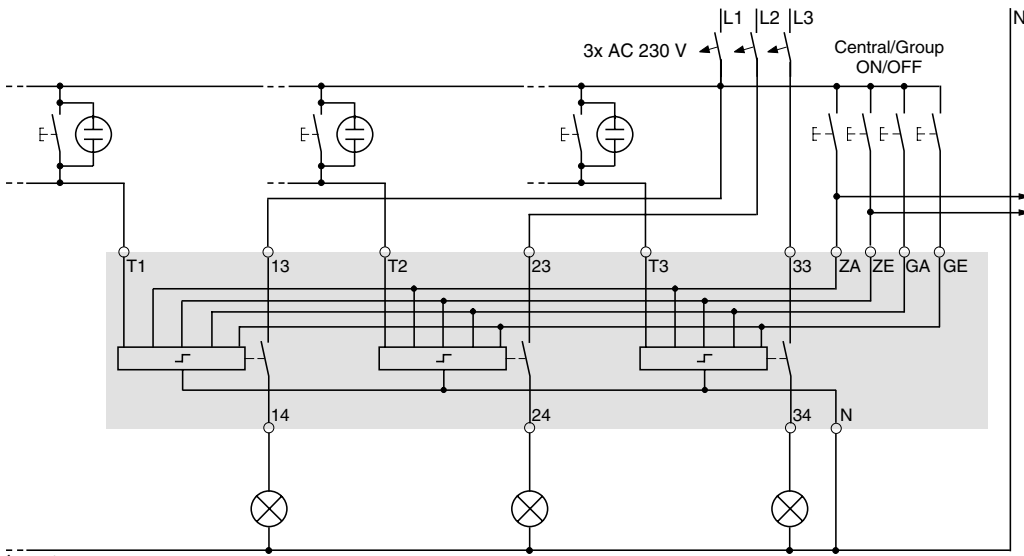 L1 L2 L3 N
3x AC 230 V
Central/Group
ON/OFF
T1 13 T2 23 T3 33 ZA ZE GA GE
14 24 34 N